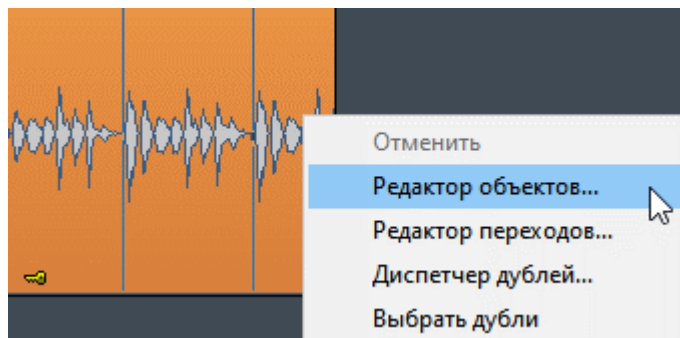 Отменить
Редактор объектов...
Редактор переходов...
Диспетчер дублей...
Выбрать дубли